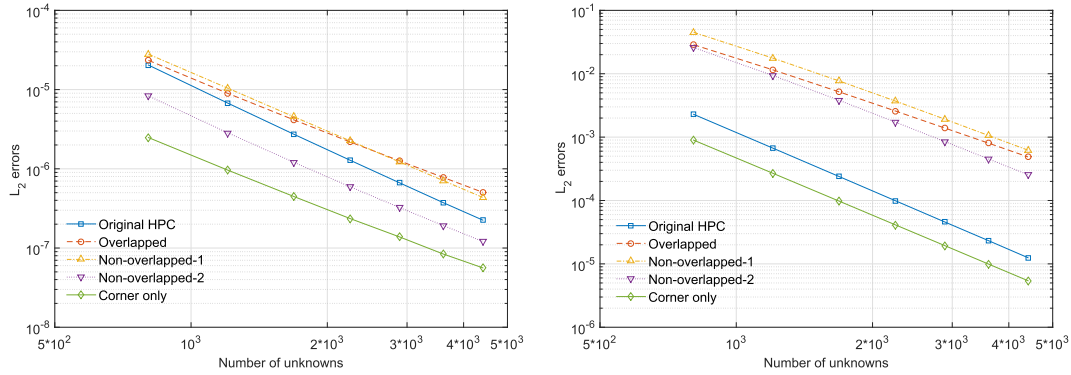 10^-4
10^-5
10^-6
10^-7
10^-8
L2 errors
5*10^2
10^3
2*10^3
3*10^3
4*10^3
5*10^3
Number of unknowns
Original HPC
Overlapped
Non-overlapped-1
Non-overlapped-2
Corner only
10^-1
10^-2
10^-3
10^-4
10^-5
10^-6
L2 errors
5*10^2
10^3
2*10^3
3*10^3
4*10^3
5*10^3
Number of unknowns
Original HPC
Overlapped
Non-overlapped-1
Non-overlapped-2
Corner only